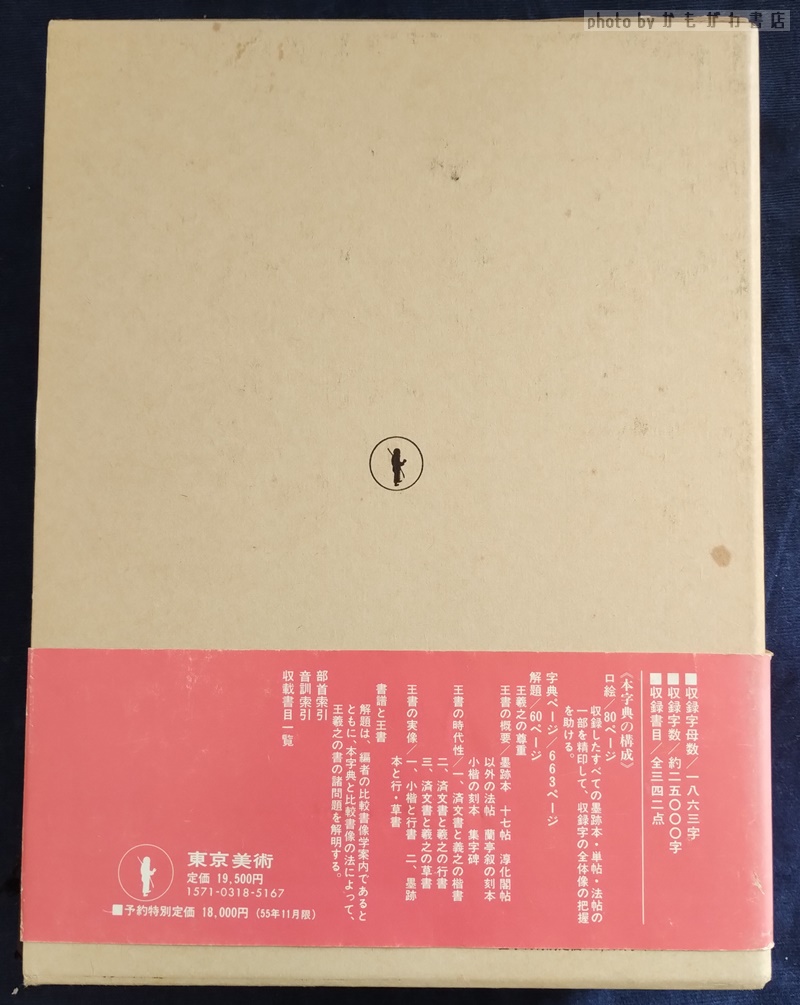 photo by かもがわ書店
■収録字母数／一八六三字
■収録字数／約二五〇〇〇字
■収録書目／全三四二点
《本字典の構成》
口絵／80ページ
収録したすべての墨跡本・単帖・法帖の
一部を精印して、収録字の全体像の把握
を助ける。
字典ページ／663ページ
解題／60ページ
王羲之の尊重
王書の概要／墨跡本　十七帖　淳化閣帖
以外の法帖　蘭亭叙の刻本
小楷の刻本　集字碑
王書の時代性／一、済文書と義之の楷書
二、済文書と羲之の行書
三、済文書と羲之の草書
王書の実像／一、小楷と行書　二、墨跡
本と行・草書
書譜と王書
解題は、編者の比較書像学案内であると
ともに、本字典と比較書像の法によって、
王羲之の書の諸問題を解明する。
部首索引
音訓索引
収載書目一覧
東京美術
定価 19,500円
1571-0318-5167
■予約特別定価 18,000円（55年11月限）